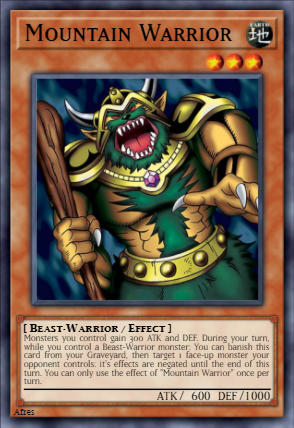 Mountain Warrior
EARTH
地
[ Beast-Warrior / Effect ]
Monsters you control gain 300 ATK and DEF. During your turn,
while you control a Beast-Warrior monster: You can banish this
card from your Graveyard, then target 1 face-up monster your
opponent controls: it's effects are negated until the end of this
turn. You can only use the effect of "Mountain Warrior" once per
turn.
ATK/ 600 DEF/1000
Afres